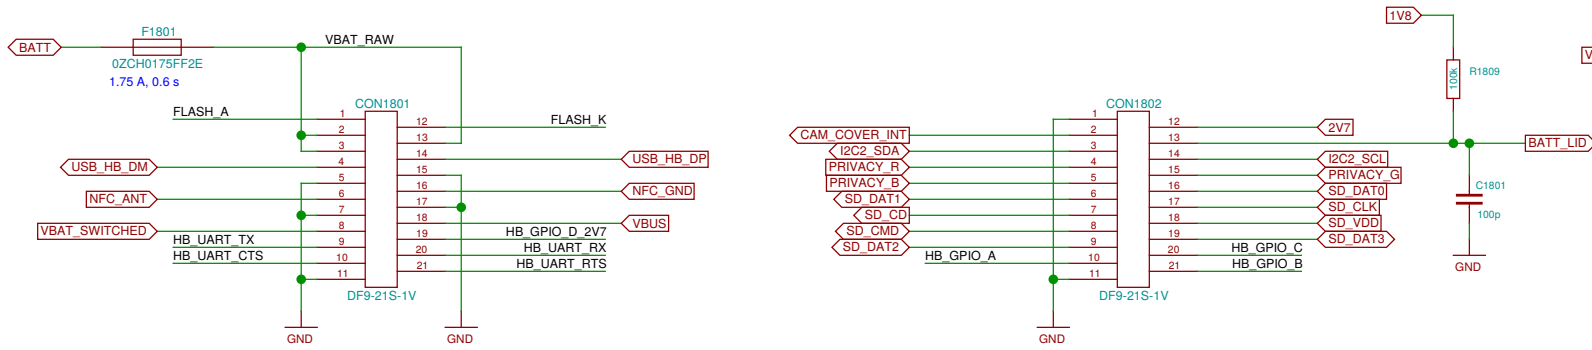 BATT
F1801
0ZCH0175FF2E
1.75 A, 0.6 s
VBAT_RAW
CON1801
FLASH_A 1
12 FLASH_K
2
13
3
14 USB_HB_DP
USB_HB_DM 4
15
5
16 NFC_GND
NFC_ANT 6
17
7
18 VBUS
VBAT_SWITCHED 8
19 HB_GPIO_D_2V7
HB_UART_TX 9
20 HB_UART_RX
HB_UART_CTS 10
21 HB_UART_RTS
11
DF9-21S-1V
GND
GND
CON1802
1
12 2V7
CAM_COVER_INT 2
13
I2C2_SDA 3
14 I2C2_SCL
PRIVACY_R 4
15 PRIVACY_G
PRIVACY_B 5
16 SD_DAT0
SD_DAT1 6
17 SD_CLK
SD_CD 7
18 SD_VDD
SD_CMD 8
19 SD_DAT3
SD_DAT2 9
20 HB_GPIO_C
HB_GPIO_A 10
21 HB_GPIO_B
11
DF9-21S-1V
GND
1V8
100k
R1809
BATT_LID
C1801
100p
GND
V